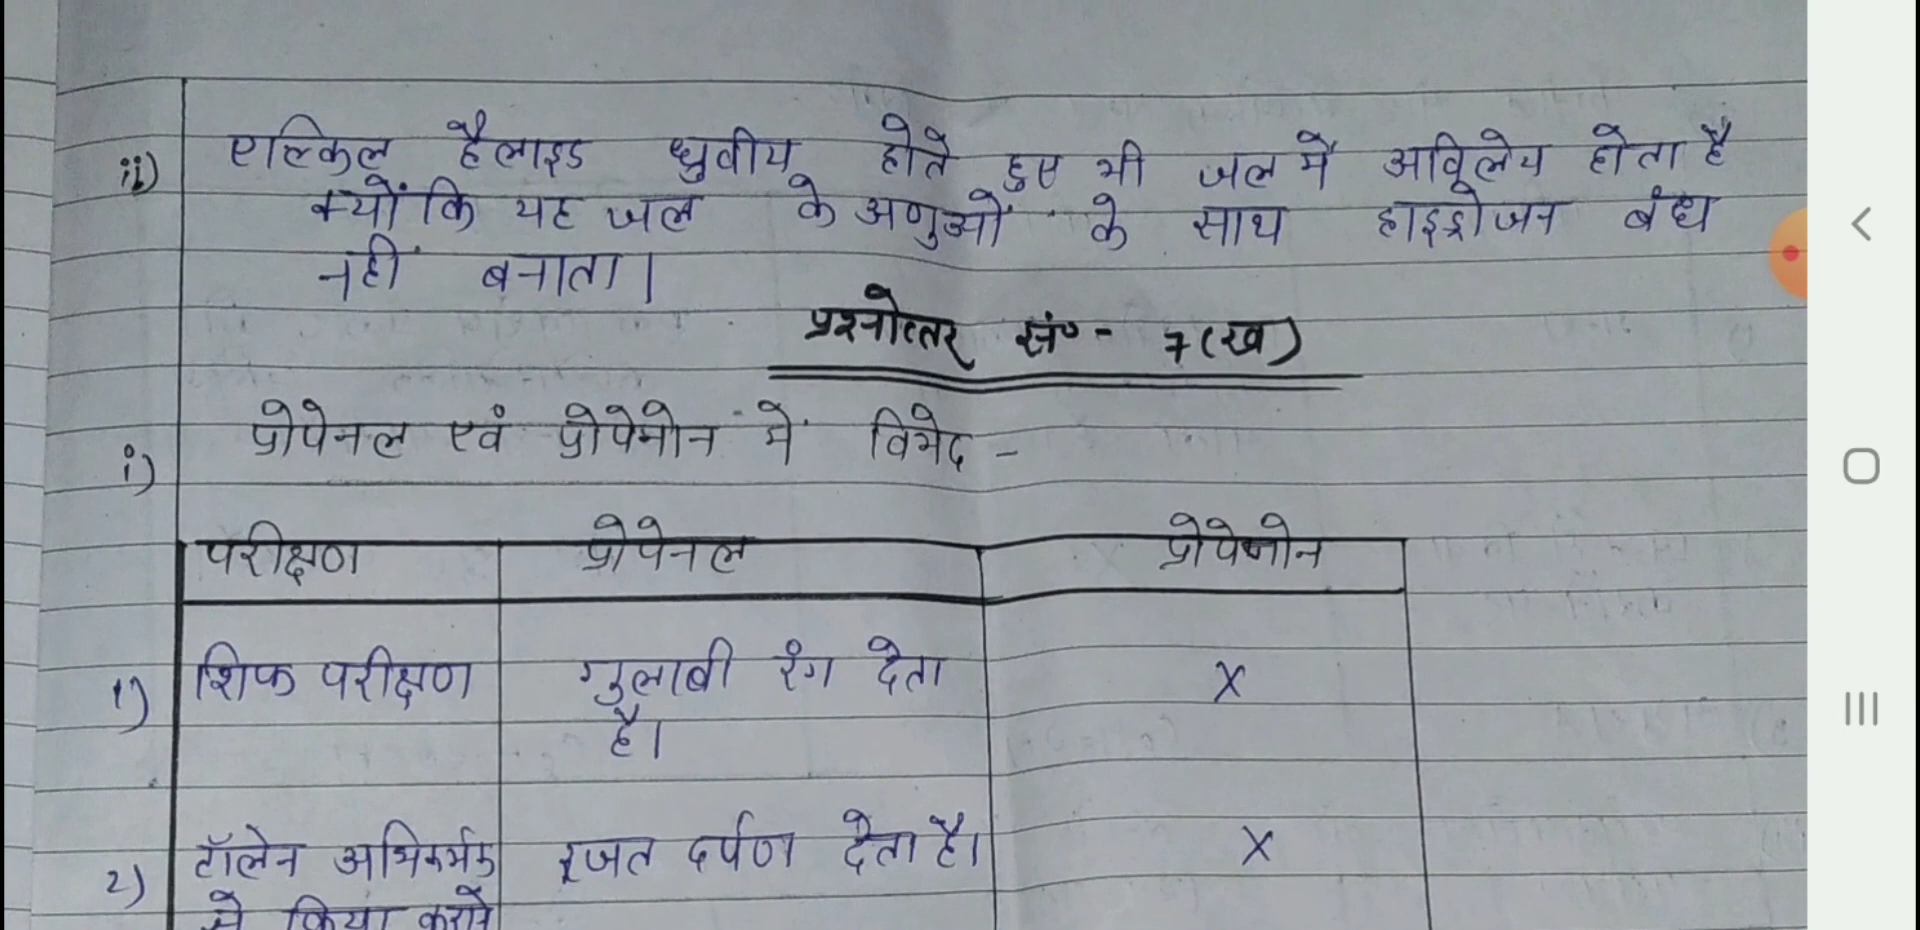 ii) एल्किल हैलाइड ध्रुवीय होते हुए भी जल में अविलेय होता है
क्योंकि यह जल के अणुओं के साथ हाइड्रोजन बंध
नहीं बनाता।
प्रश्नोत्तर सं० - 7(ख)
i) प्रोपेनल एवं प्रोपेनोन में विभेद -
परीक्षण प्रोपेनल प्रोपेनोन
1) शिफ परीक्षण गुलाबी रंग देता X
है।
2) टॉलेन अभिकर्मक रजत दर्पण देता है। X
से क्रिया कराने